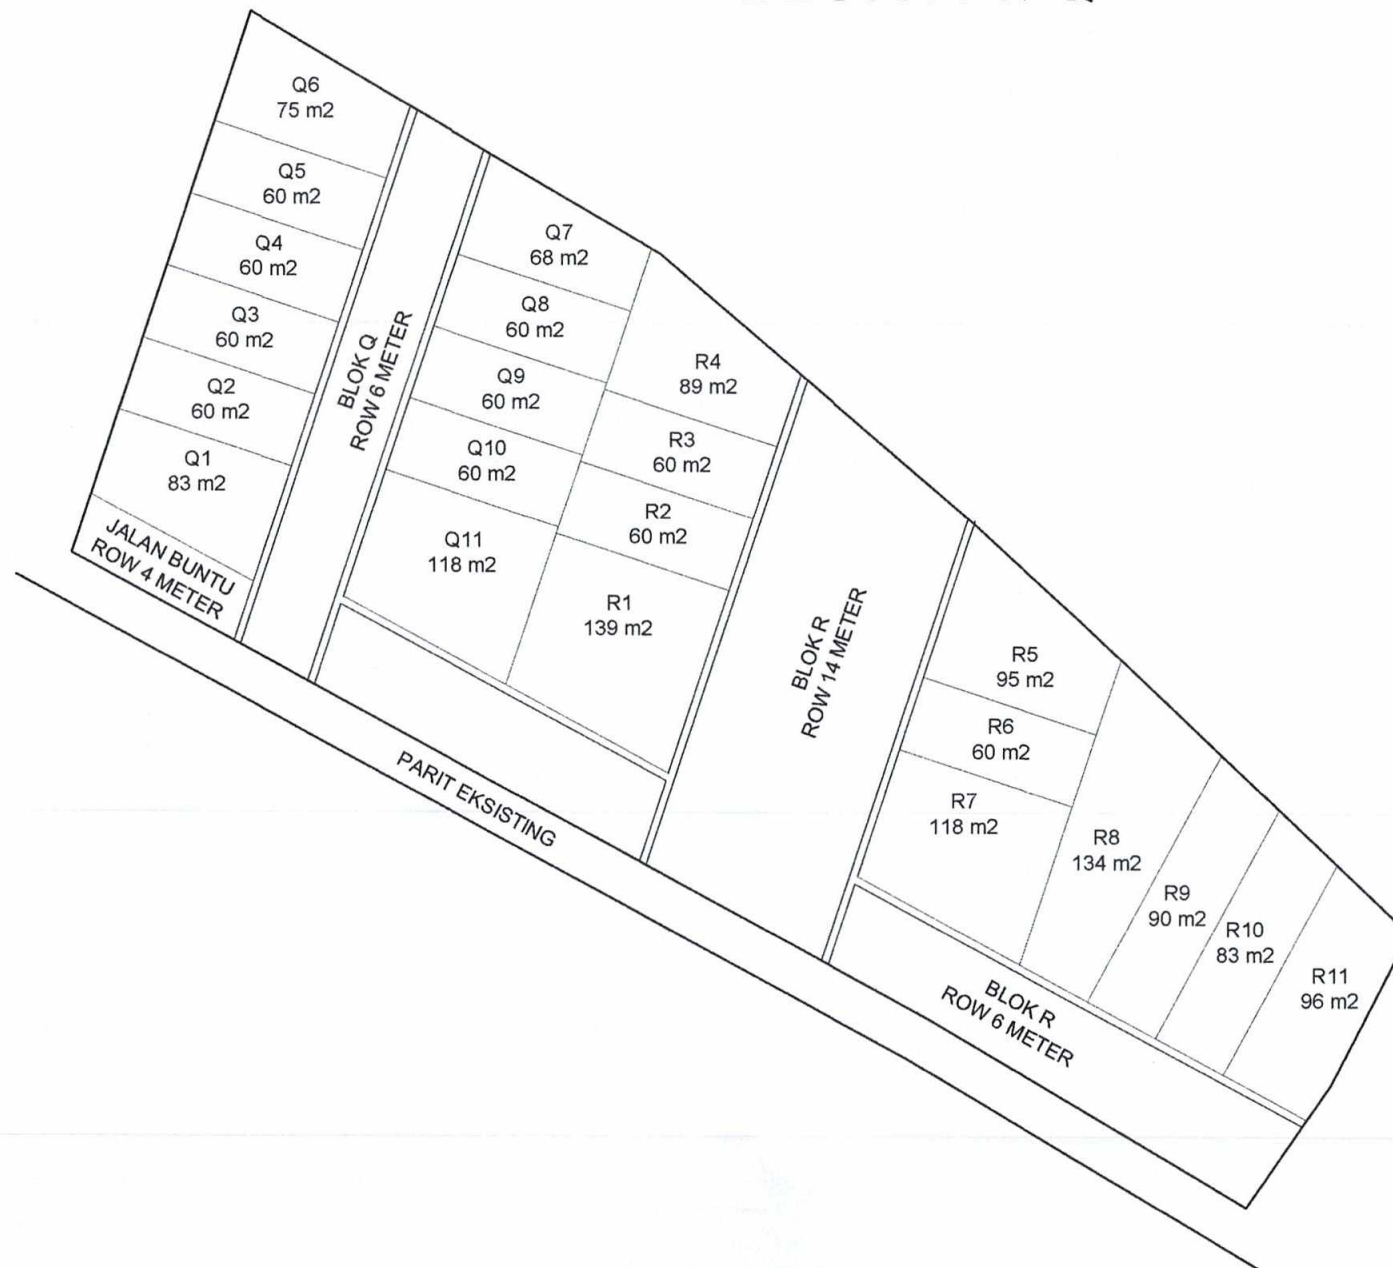 Q6
75 m2
Q5
60 m2
Q4
60 m2
Q3
60 m2
Q2
60 m2
Q1
83 m2
JALAN BUNTU
ROW 4 METER
BLOK Q
ROW 6 METER
Q7
68 m2
Q8
60 m2
Q9
60 m2
Q10
60 m2
Q11
118 m2
R4
89 m2
R3
60 m2
R2
60 m2
R1
139 m2
PARIT EKSISTING
BLOK R
ROW 14 METER
R5
95 m2
R6
60 m2
R7
118 m2
R8
134 m2
R9
90 m2
R10
83 m2
R11
96 m2
BLOK R
ROW 6 METER